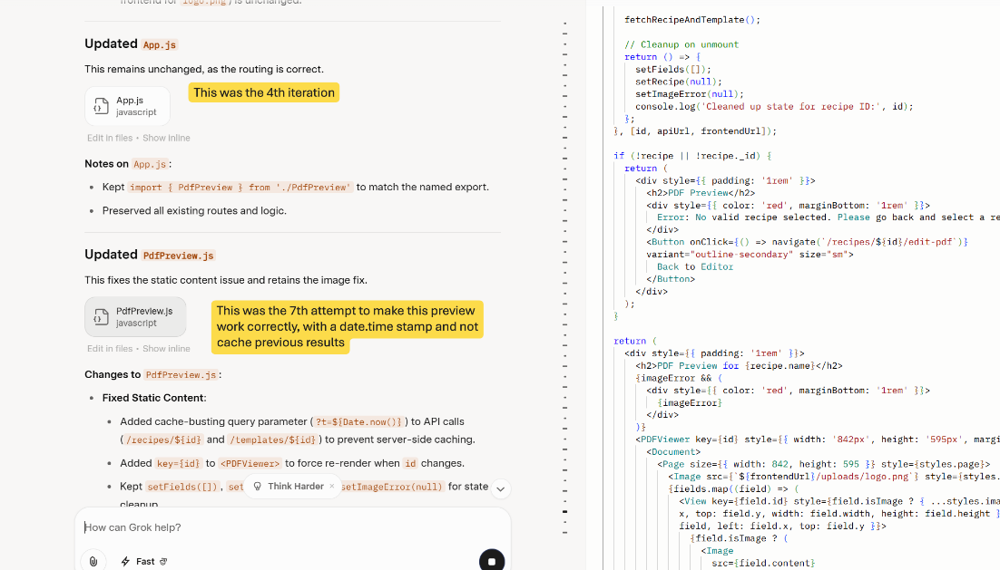 frontend for logo.png ) is unchanged.
Updated App.js
This remains unchanged, as the routing is correct.
App.js
javascript
This was the 4th iteration
Edit in files • Show inline
Notes on App.js :
• Kept import { PdfPreview } from './PdfPreview' to match the named export.
• Preserved all existing routes and logic.
Updated PdfPreview.js
This fixes the static content issue and retains the image fix.
PdfPreview.js
javascript
This was the 7th attempt to make this preview
work correctly, with a date.time stamp and not
cache previous results
Edit in files • Show inline
Changes to PdfPreview.js :
• Fixed Static Content:
• Added cache-busting query parameter ( ?t=${Date.now()} ) to API calls
( /recipes/${id} and /templates/${id} ) to prevent server-side caching.
• Added key={id} to <PDFViewer> to force re-render when id changes.
• Kept setFields([]) , set
Think Harder ×
setImageError(null) for state
cleanup
How can Grok help?
Fast
fetchRecipeAndTemplate();
// Cleanup on unmount
return () => {
setFields([]);
setRecipe(null);
setImageError(null);
console.log('Cleaned up state for recipe ID:', id);
};
}, [id, apiUrl, frontendUrl]);
if (!recipe || !recipe._id) {
return (
<div style={{ padding: '1rem' }}>
<h2>PDF Preview</h2>
<div style={{ color: 'red', marginBottom: '1rem' }}>
Error: No valid recipe selected. Please go back and select a re
</div>
<Button onClick={() => navigate(`/recipes/${id}/edit-pdf`)}
variant="outline-secondary" size="sm">
Back to Editor
</Button>
</div>
);
}
return (
<div style={{ padding: '1rem' }}>
<h2>PDF Preview for {recipe.name}</h2>
{imageError && (
<div style={{ color: 'red', marginBottom: '1rem' }}>
{imageError}
</div>
)}
<PDFViewer key={id} style={{ width: '842px', height: '595px', margi
<Document>
<Page size={{ width: 842, height: 595 }} style={styles.page}>
<Image src={`${frontendUrl}/uploads/logo.png`} style={styles.
{fields.map((field) => (
<View key={field.id} style={field.isImage ? { ...styles.ima
x, top: field.y, width: field.width, height: field.height }
field, left: field.x, top: field.y }}>
{field.isImage ? (
<Image
src={field.content}